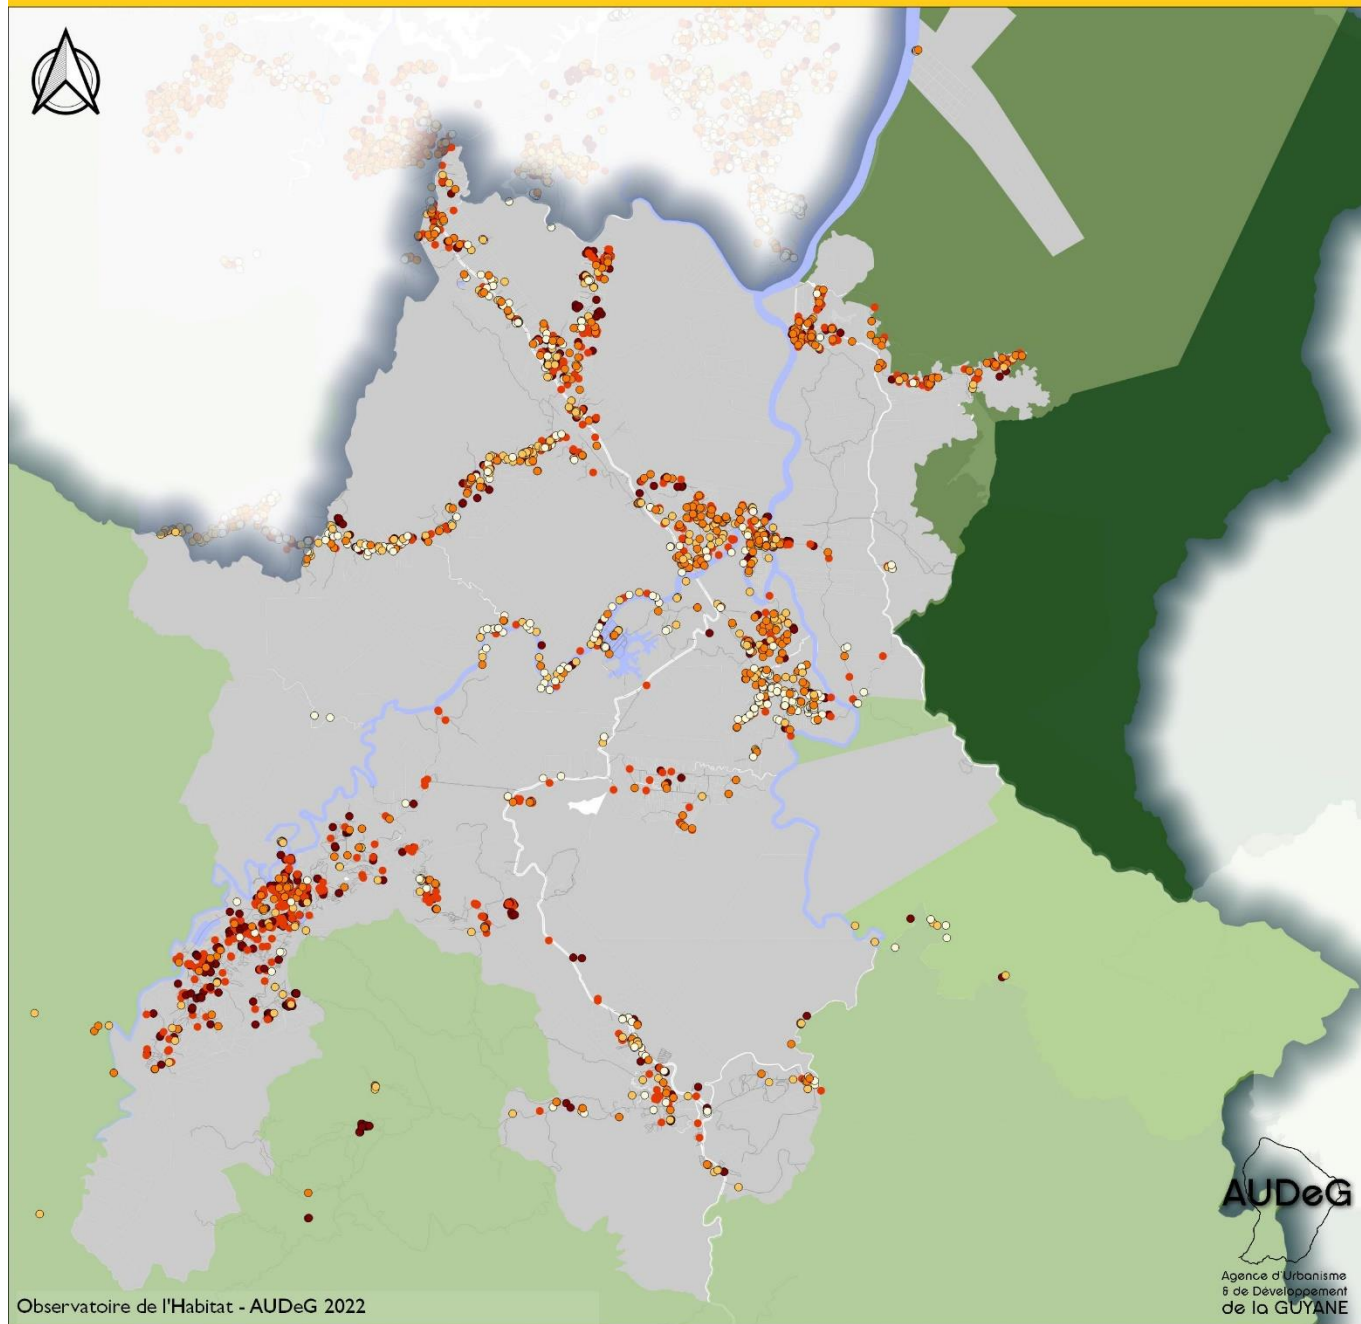 AUDeG
Agence d'Urbanisme
& de Développement
de la GUYANE
Observatoire de l'Habitat - AUDeG 2022